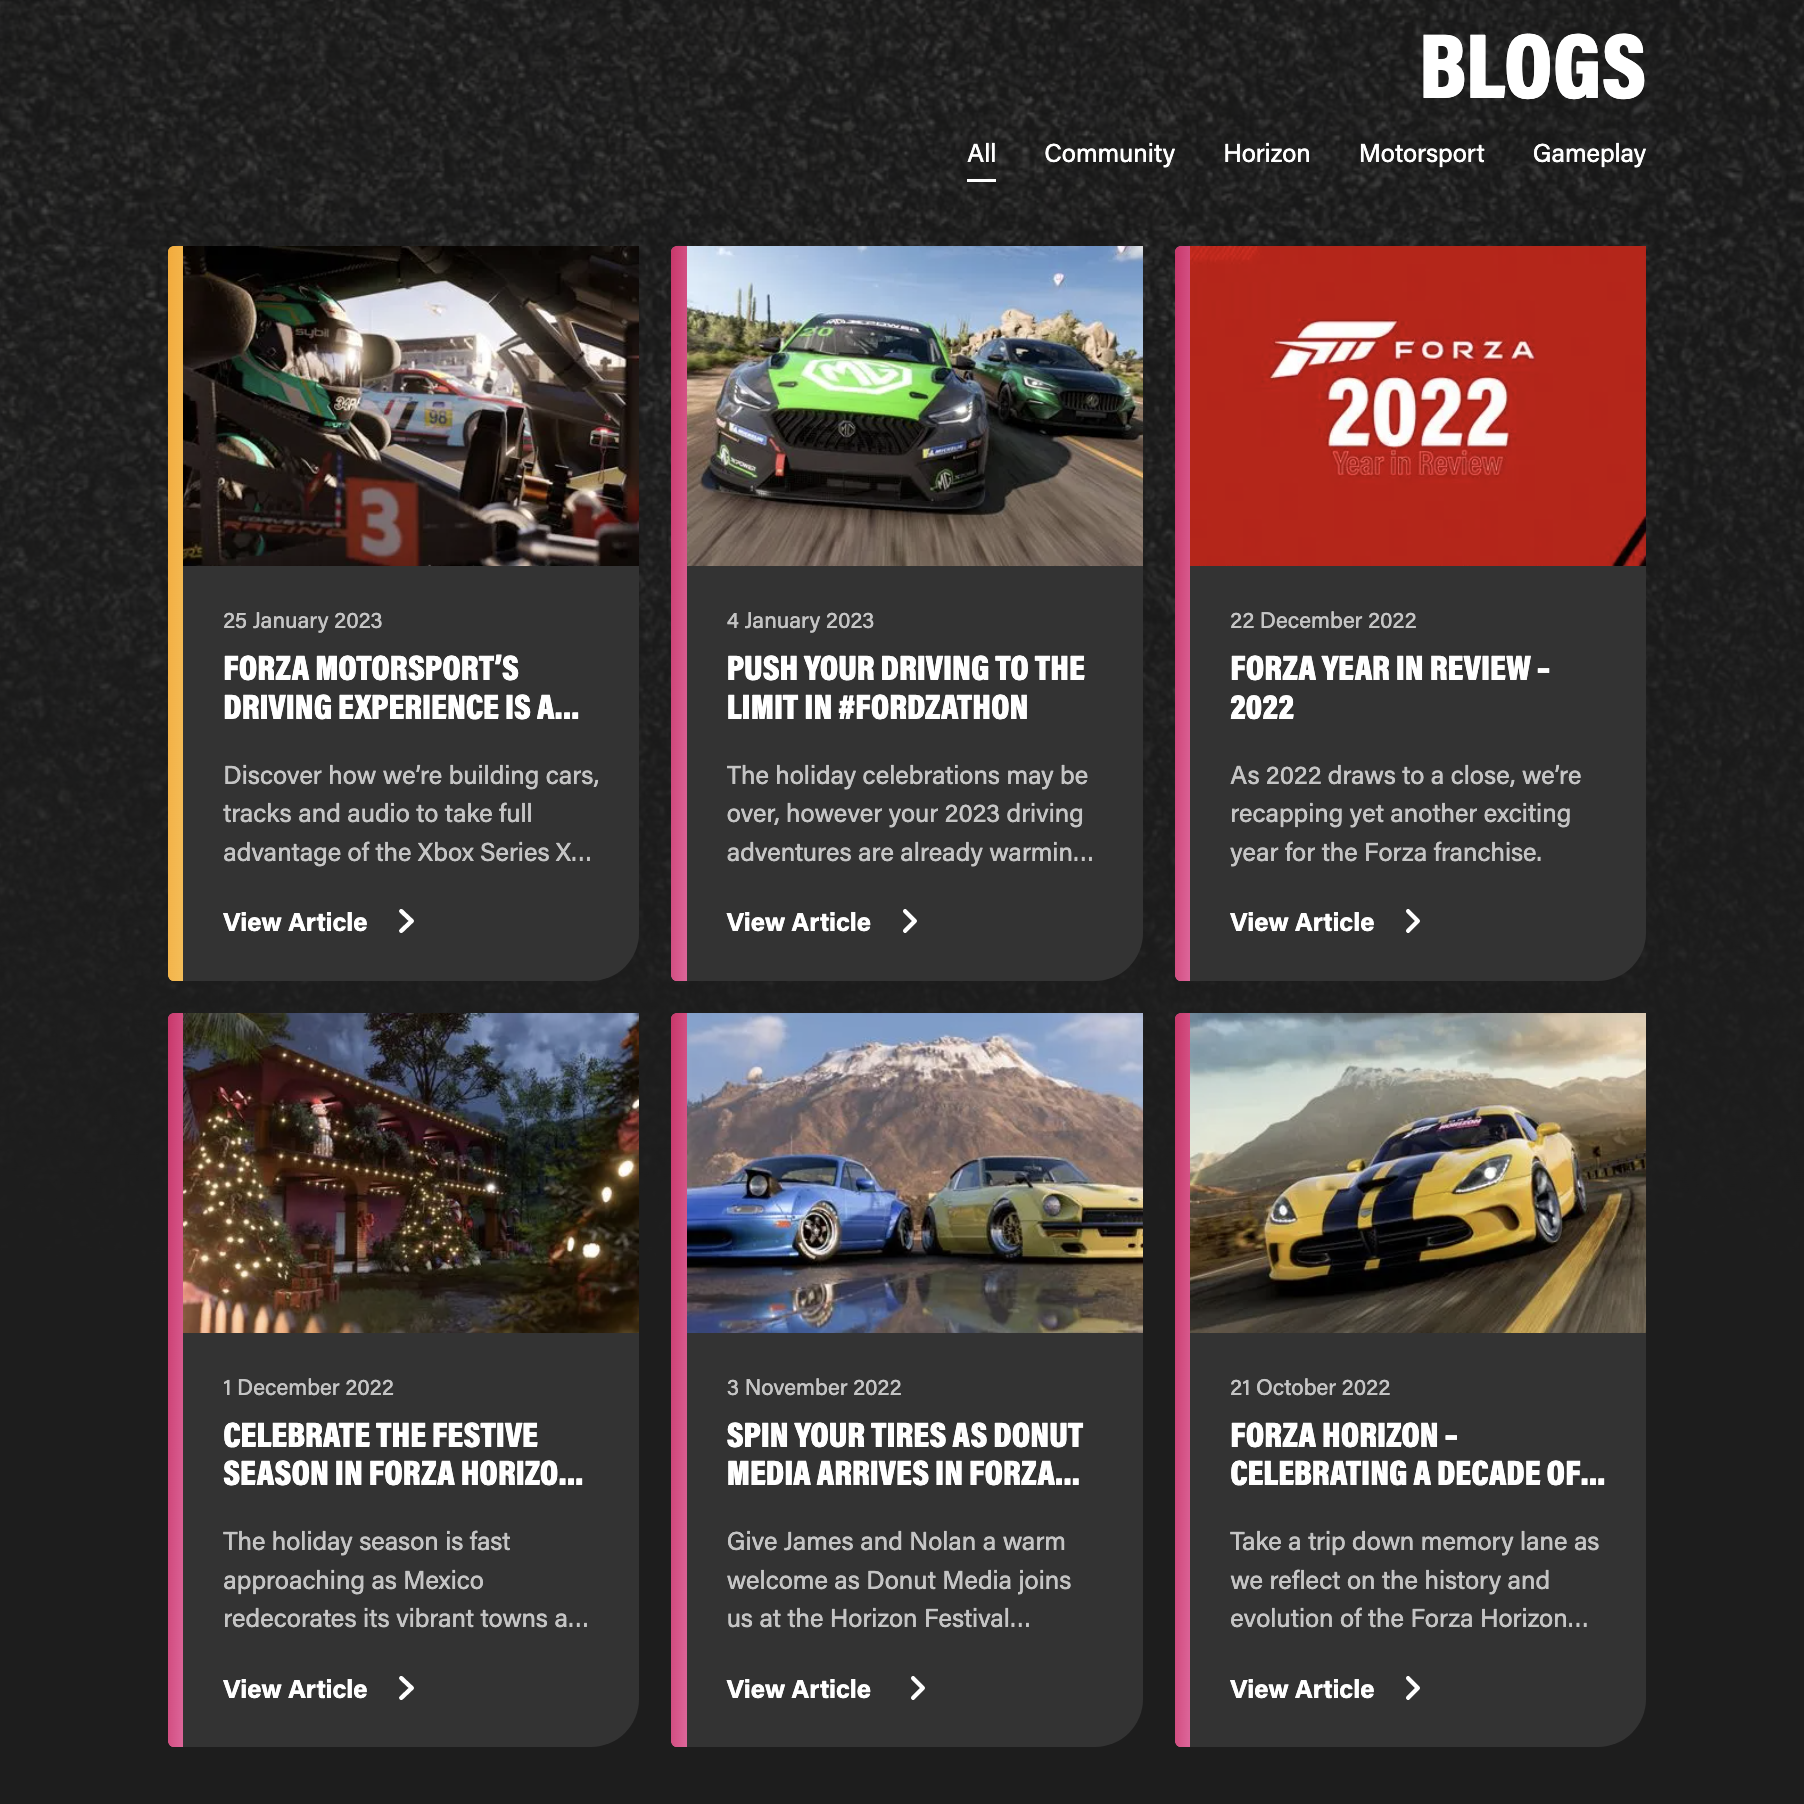 BLOGS
All Community Horizon Motorsport Gameplay
sybil
98
3
CORVETTE
RACING
25 January 2023
FORZA MOTORSPORT’S
DRIVING EXPERIENCE IS A...
Discover how we’re building cars,
tracks and audio to take full
advantage of the Xbox Series X...
View Article
20
MG
4 January 2023
PUSH YOUR DRIVING TO THE
LIMIT IN #FORDZATHON
The holiday celebrations may be
over, however your 2023 driving
adventures are already warmin...
View Article
FORZA
2022
Year in Review
22 December 2022
FORZA YEAR IN REVIEW –
2022
As 2022 draws to a close, we’re
recapping yet another exciting
year for the Forza franchise.
View Article
1 December 2022
CELEBRATE THE FESTIVE
SEASON IN FORZA HORIZO...
The holiday season is fast
approaching as Mexico
redecorates its vibrant towns a...
View Article
3 November 2022
SPIN YOUR TIRES AS DONUT
MEDIA ARRIVES IN FORZA...
Give James and Nolan a warm
welcome as Donut Media joins
us at the Horizon Festival...
View Article
HORIZON
21 October 2022
FORZA HORIZON –
CELEBRATING A DECADE OF...
Take a trip down memory lane as
we reflect on the history and
evolution of the Forza Horizon...
View Article